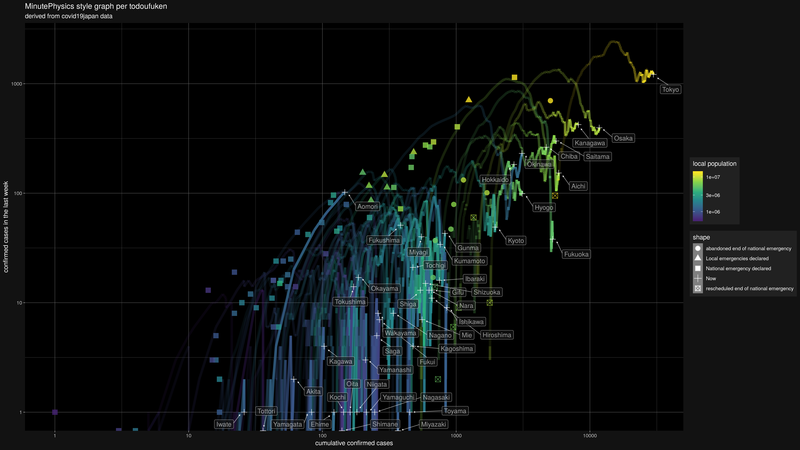 MinutePhysics style graph per todoufuken
derived from covid19japan data
confirmed cases in the last week
1000
100
10
1
Tokyo
Kanagawa
Osaka
Chiba
Saitama
Okinawa
Hokkaido
Aichi
Aomori
Hyogo
Fukushima
Kyoto
Gunma
Miyagi
Fukuoka
Kumamoto
Tochigi
Ibaraki
Okayama
Gifu
Shizuoka
Tokushima
Shiga
Nara
Ishikawa
Wakayama
Nagano
Mie
Hiroshima
Saga
Kagoshima
Kagawa
Fukui
Yamanashi
Oita
Niigata
Akita
Kochi
Yamaguchi
Nagasaki
Tottori
Toyama
Iwate
Yamagata
Ehime
Shimane
Miyazaki
1
10
100
1000
10000
cumulative confirmed cases
local population
1e+07
3e+06
1e+06
shape
abandoned end of national emergency
Local emergencies declared
National emergency declared
Now
rescheduled end of national emergency